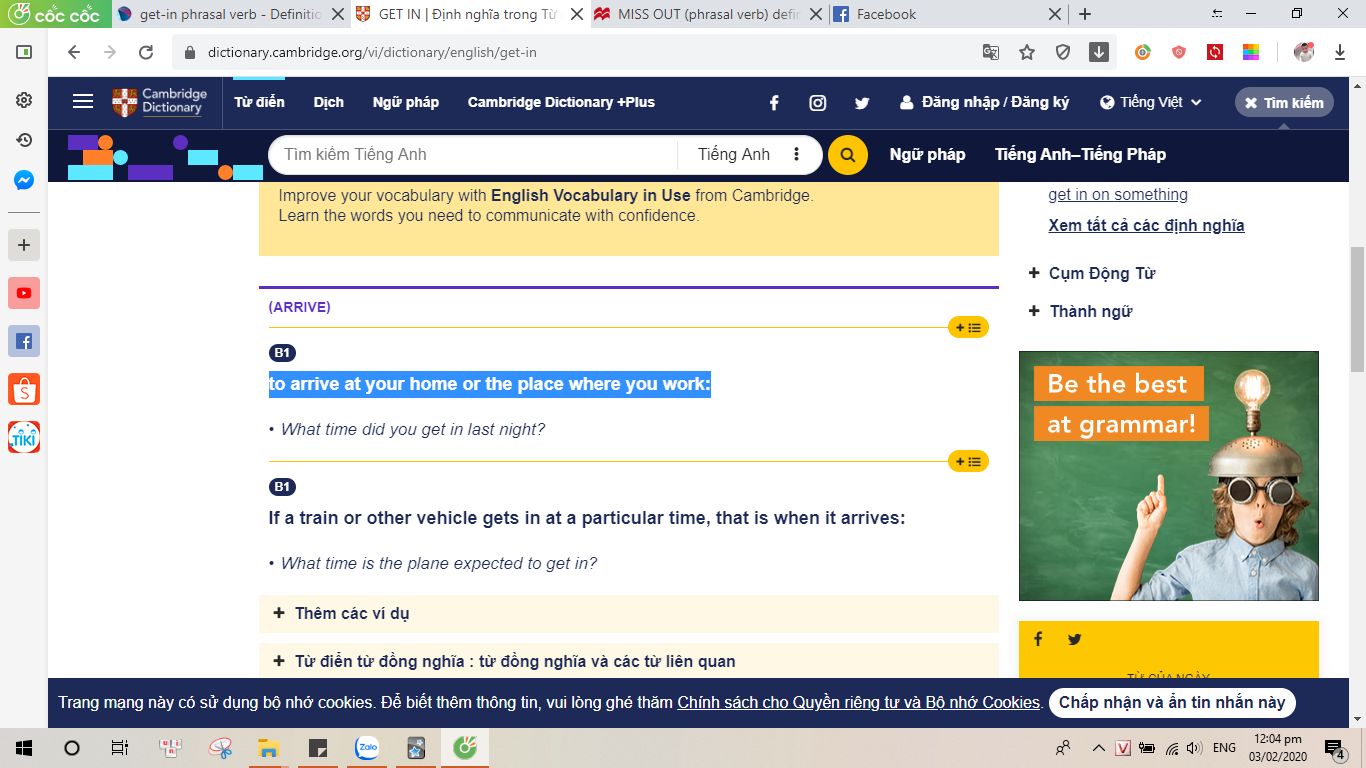 cốc cốc
get-in phrasal verb - Definitio
GET IN | Định nghĩa trong Từ
MISS OUT (phrasal verb) defin
Facebook
dictionary.cambridge.org/vi/dictionary/english/get-in
Cambridge
Dictionary
Từ điển
Dịch
Ngữ pháp
Cambridge Dictionary +Plus
Đăng nhập / Đăng ký
Tiếng Việt
Tìm kiếm
Tìm kiếm Tiếng Anh
Tiếng Anh
Ngữ pháp
Tiếng Anh–Tiếng Pháp
Improve your vocabulary with English Vocabulary in Use from Cambridge.
Learn the words you need to communicate with confidence.
(ARRIVE)
B1
to arrive at your home or the place where you work:
• What time did you get in last night?
B1
If a train or other vehicle gets in at a particular time, that is when it arrives:
• What time is the plane expected to get in?
+ Thêm các ví dụ
+ Từ điển từ đồng nghĩa : từ đồng nghĩa và các từ liên quan
get in on something
Xem tất cả các định nghĩa
+ Cụm Động Từ
+ Thành ngữ
Be the best
at grammar!
TỪ CỦA NGÀY
TIKI
Trang mạng này có sử dụng bộ nhớ cookies. Để biết thêm thông tin, vui lòng ghé thăm Chính sách cho Quyền riêng tư và Bộ nhớ Cookies.
Chấp nhận và ẩn tin nhắn này
Zalo
V
ENG
12:04 pm
03/02/2020
4